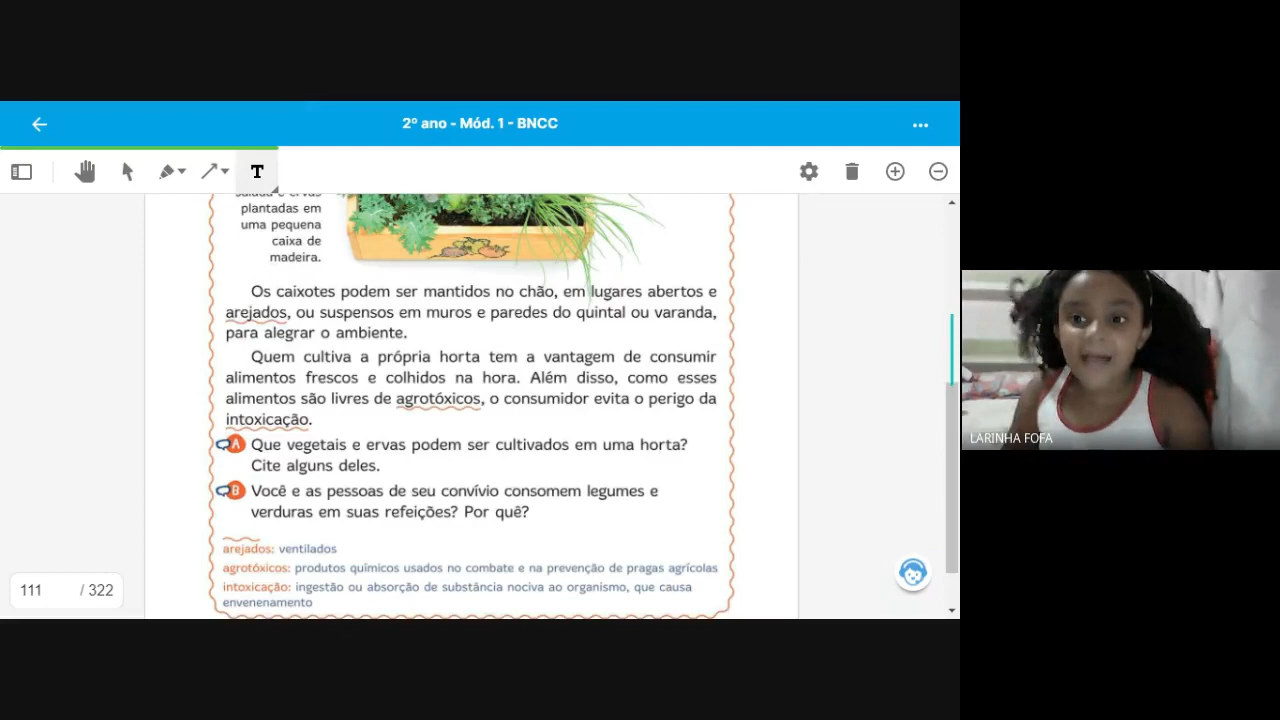 2º ano - Mód. 1 - BNCC
T
salada e ervas
plantadas em
uma pequena
caixa de
madeira.
Os caixotes podem ser mantidos no chão, em lugares abertos e
arejados, ou suspensos em muros e paredes do quintal ou varanda,
para alegrar o ambiente.
Quem cultiva a própria horta tem a vantagem de consumir
alimentos frescos e colhidos na hora. Além disso, como esses
alimentos são livres de agrotóxicos, o consumidor evita o perigo da
intoxicação.
A Que vegetais e ervas podem ser cultivados em uma horta?
Cite alguns deles.
B Você e as pessoas de seu convívio consomem legumes e
verduras em suas refeições? Por quê?
arejados: ventilados
agrotóxicos: produtos químicos usados no combate e na prevenção de pragas agrícolas
intoxicação: ingestão ou absorção de substância nociva ao organismo, que causa
envenenamento
111 / 322
LARINHA FOFA